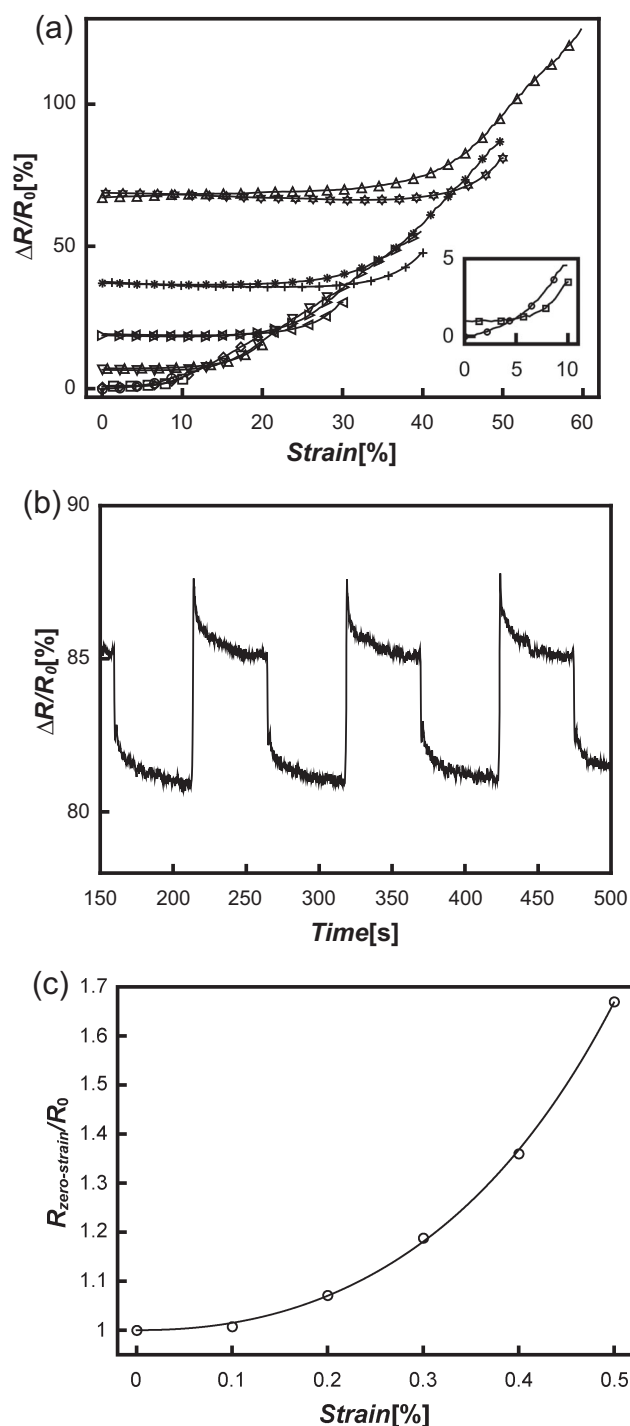 (a)
ΔR/R0[%]
100
50
0
0 10 20 30 40 50 60
Strain[%]
5
0
0 5 10
(b)
ΔR/R0[%]
90
85
80
150 200 250 300 350 400 450 500
Time[s]
(c)
Rzero-strain/R0
1.7
1.6
1.5
1.4
1.3
1.2
1.1
1
0 0.1 0.2 0.3 0.4 0.5
Strain[%]